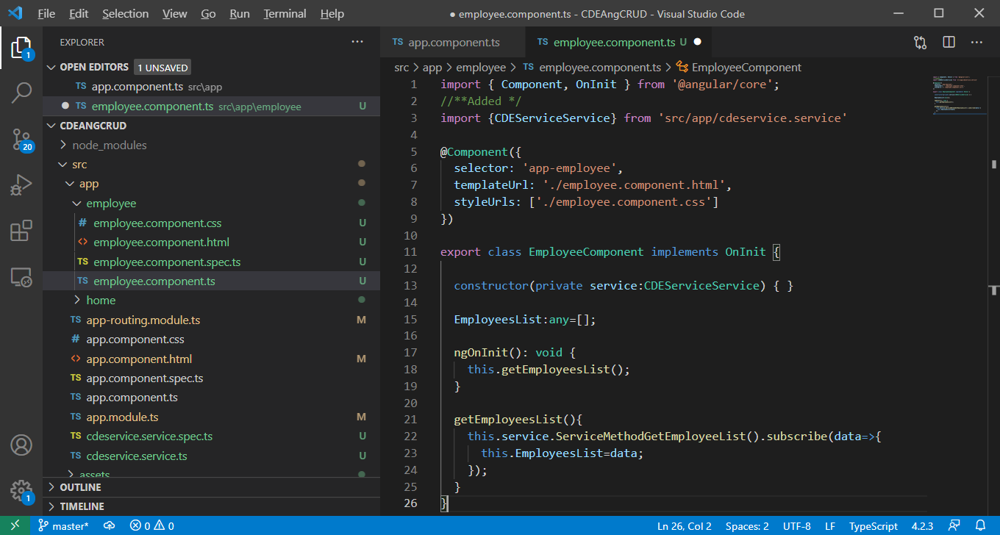 File Edit Selection View Go Run Terminal Help
● employee.component.ts - CDEAngCRUD - Visual Studio Code
EXPLORER
OPEN EDITORS 1 UNSAVED
TS app.component.ts src\app
TS employee.component.ts src\app\employee U
CDEANGCRUD
node_modules
src
app
employee
# employee.component.css U
<> employee.component.html U
TS employee.component.spec.ts U
TS employee.component.ts U
home
TS app-routing.module.ts M
# app.component.css
<> app.component.html M
TS app.component.spec.ts
TS app.component.ts
TS app.module.ts M
TS cdeservice.service.spec.ts U
TS cdeservice.service.ts U
assets
OUTLINE
TIMELINE
1
20
1
TS app.component.ts
TS employee.component.ts U
src > app > employee > TS employee.component.ts > EmployeeComponent
1 import { Component, OnInit } from '@angular/core';
2 //**Added */
3 import {CDEServiceService} from 'src/app/cdeservice.service'
4
5 @Component({
6 selector: 'app-employee',
7 templateUrl: './employee.component.html',
8 styleUrls: ['./employee.component.css']
9 })
10
11 export class EmployeeComponent implements OnInit {
12
13 constructor(private service:CDEServiceService) { }
14
15 EmployeesList:any=[];
16
17 ngOnInit(): void {
18 this.getEmployeesList();
19 }
20
21 getEmployeesList(){
22 this.service.ServiceMethodGetEmployeeList().subscribe(data=>{
23 this.EmployeesList=data;
24 });
25 }
26 }
master* 0 0 Ln 26, Col 2 Spaces: 2 UTF-8 LF TypeScript 4.2.3